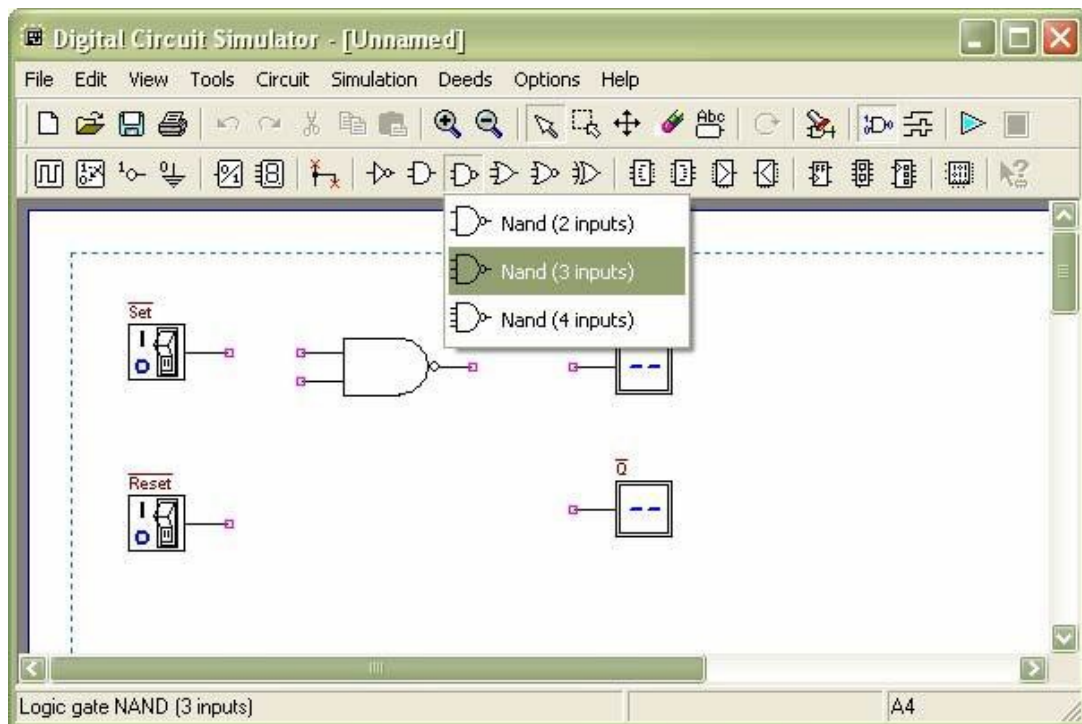 Digital Circuit Simulator - [Unnamed]
File Edit View Tools Circuit Simulation Deeds Options Help
Abc
Nand (2 inputs)
Nand (3 inputs)
Nand (4 inputs)
Set
Reset
Q
Logic gate NAND (3 inputs)
A4